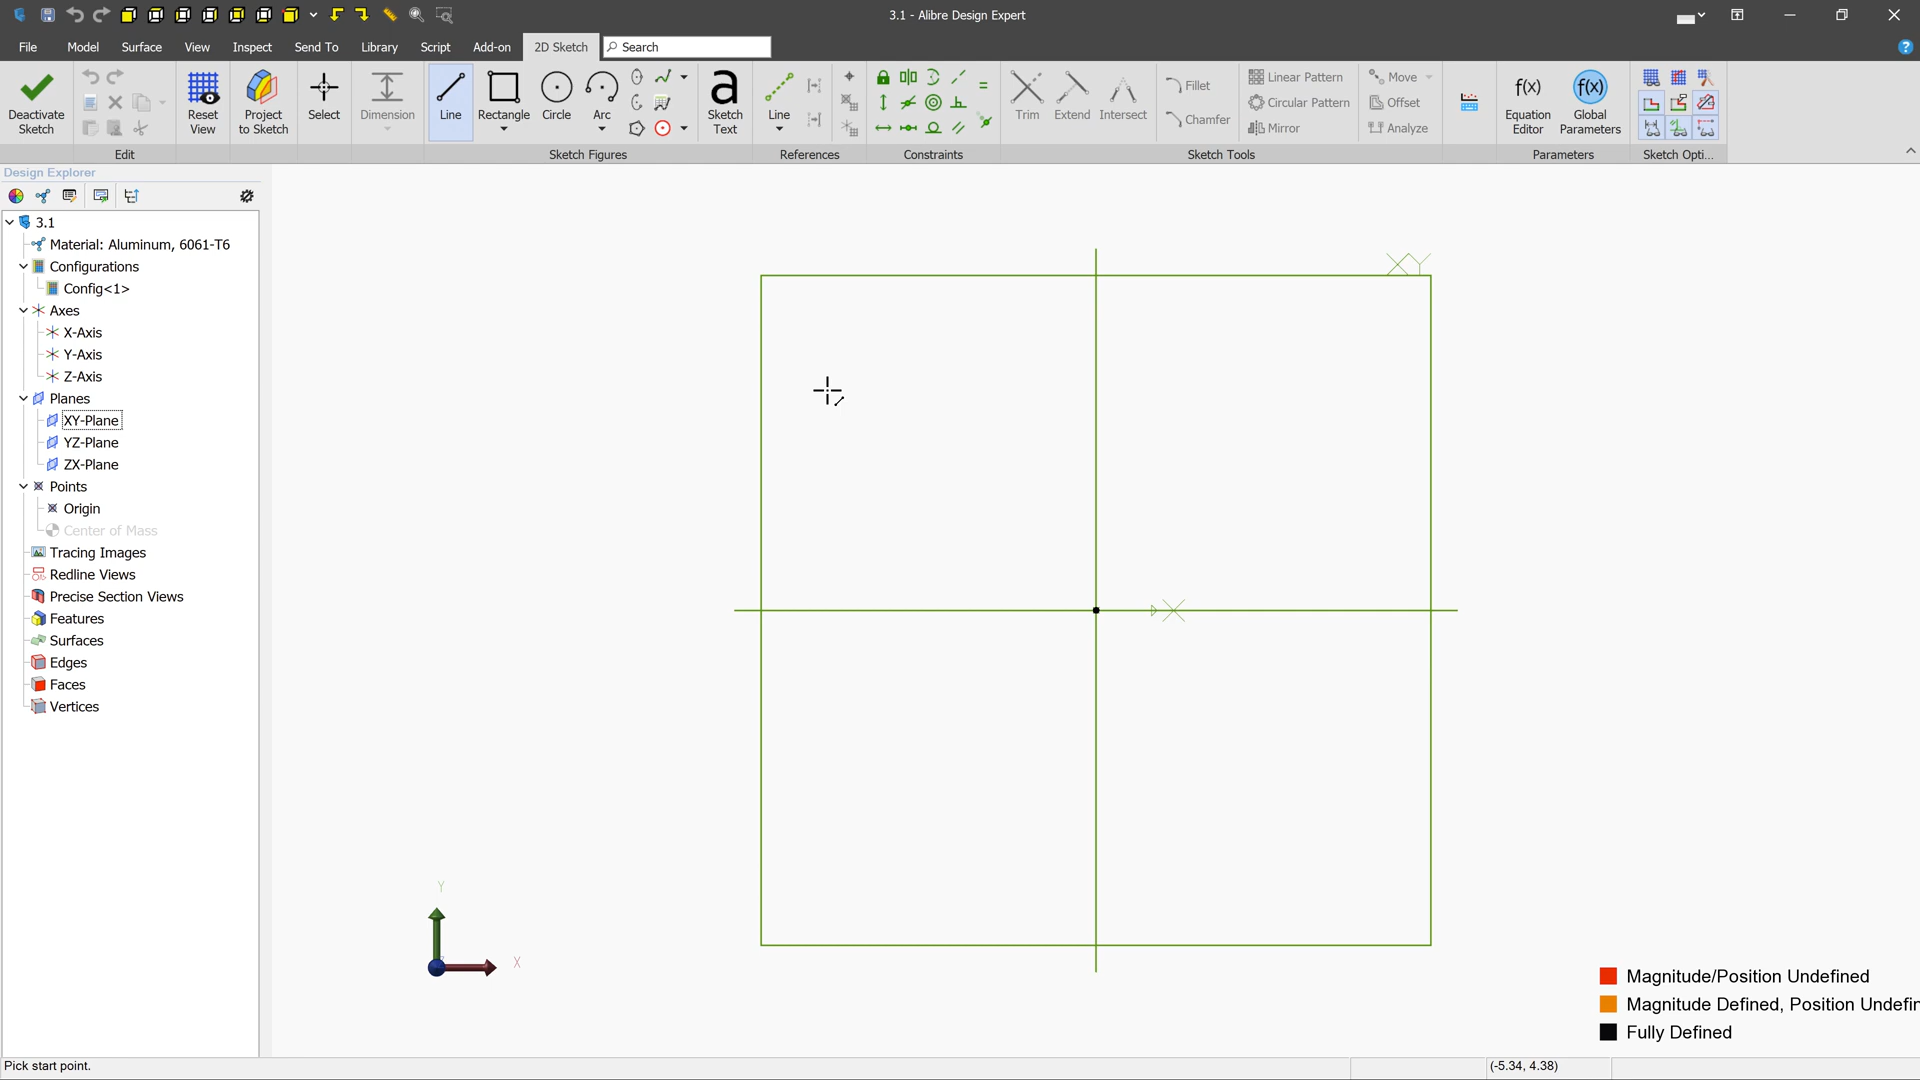 3.1 - Alibre Design Expert
File Model Surface View Inspect Send To Library Script Add-on 2D Sketch Search
Deactivate Sketch
Edit
Reset View
Project to Sketch
Select
Dimension
Line
Rectangle
Circle
Arc
a
Sketch Text
Sketch Figures
Line
References
Constraints
Trim
Extend
Intersect
Fillet
Chamfer
Linear Pattern
Circular Pattern
Mirror
Move
Offset
Analyze
Sketch Tools
f(x)
Equation Editor
f(x)
Global Parameters
Parameters
Sketch Opti...
Design Explorer
3.1
Material: Aluminum, 6061-T6
Configurations
Config<1>
Axes
X-Axis
Y-Axis
Z-Axis
Planes
XY-Plane
YZ-Plane
ZX-Plane
Points
Origin
Center of Mass
Tracing Images
Redline Views
Precise Section Views
Features
Surfaces
Edges
Faces
Vertices
XY
X
Y
X
Magnitude/Position Undefined
Magnitude Defined, Position Undefin
Fully Defined
Pick start point.
(-5.34, 4.38)